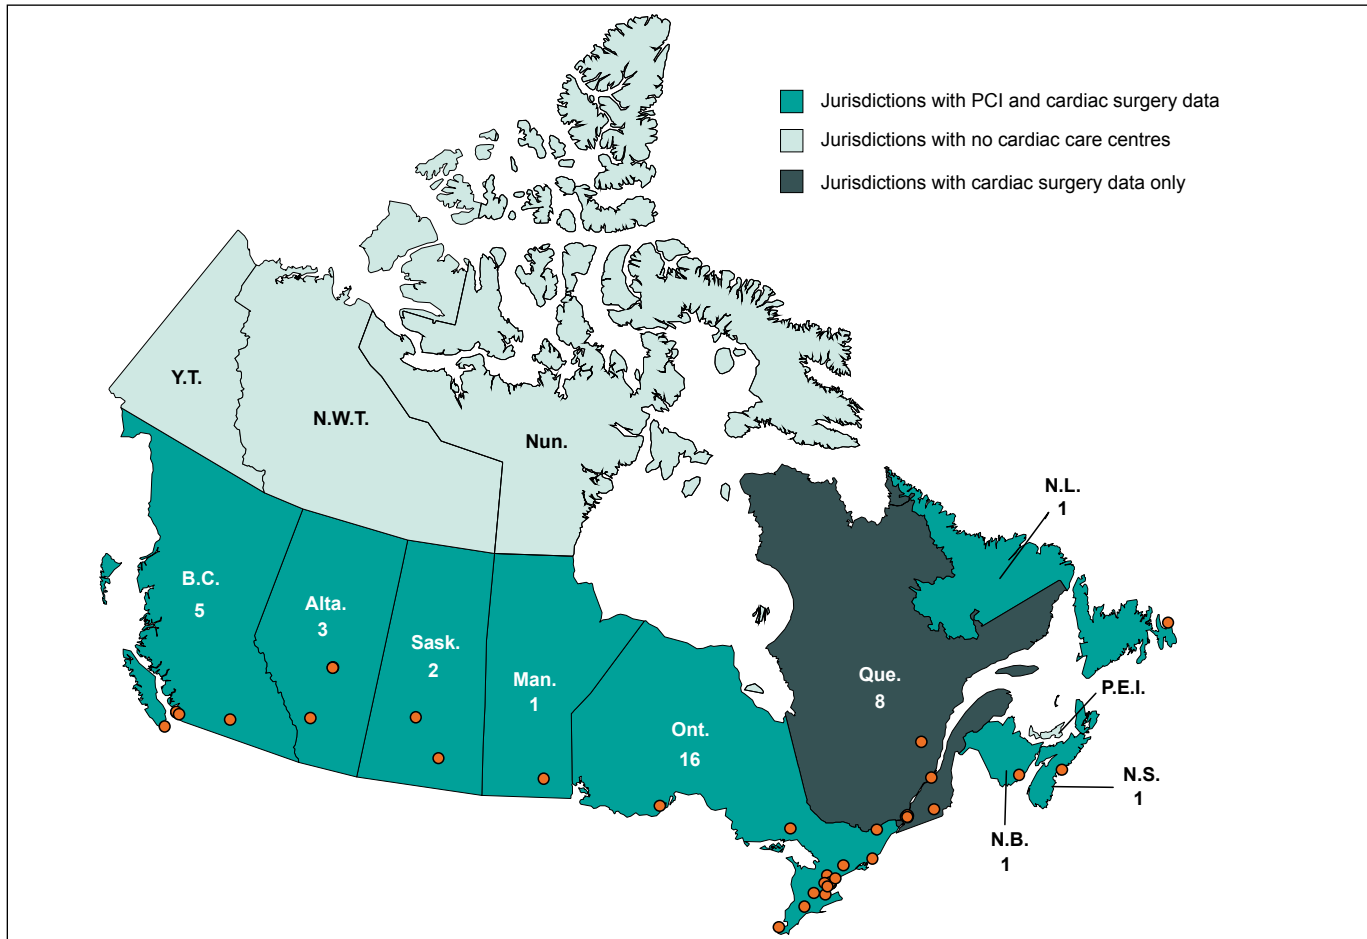 Jurisdictions with PCI and cardiac surgery data
Jurisdictions with no cardiac care centres
Jurisdictions with cardiac surgery data only
Y.T.
N.W.T.
Nun.
B.C.
5
Alta.
3
Sask.
2
Man.
1
Ont.
16
Que.
8
N.L.
1
P.E.I.
N.S.
1
N.B.
1